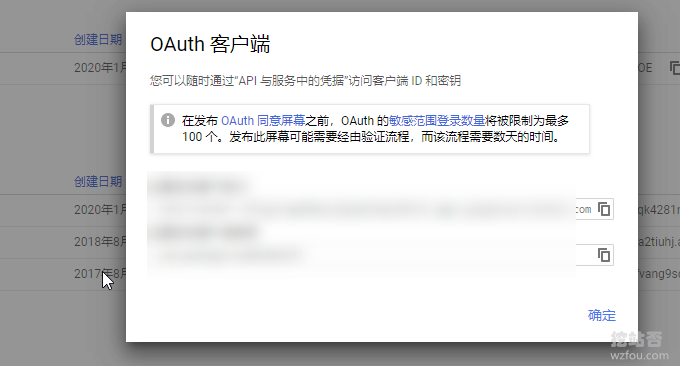 OAuth 客户端
创建日期
您可以随时通过“API 与服务中的凭据”访问客户端 ID 和密钥
2020年1月
OE
在发布 OAuth 同意屏幕之前，OAuth 的敏感范围登录数量将被限制为最多
100 个。发布此屏幕可能需要经由验证流程，而该流程需要数天的时间。
创建日期
2020年1月
com
qk4281r
2018年8月
a2tiuhj.a
2017年8月
vang9sc
确定
挖站否
wzfou.com